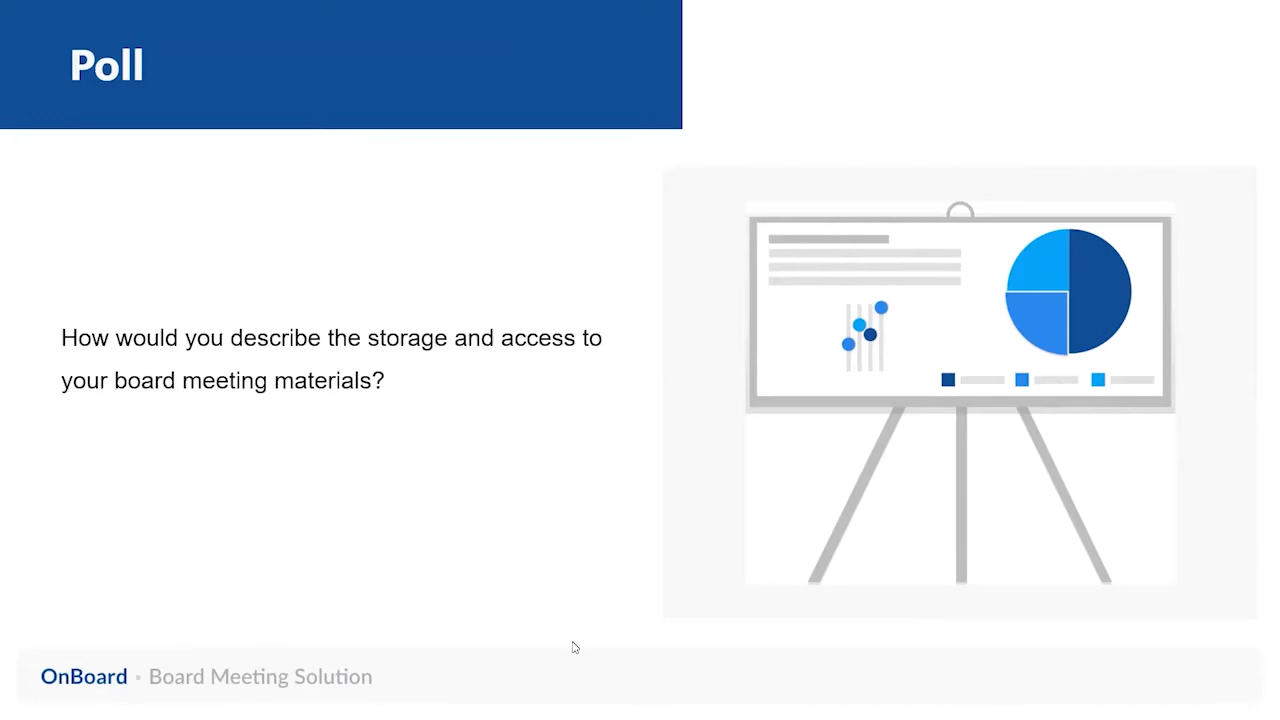 Poll
How would you describe the storage and access to
your board meeting materials?
OnBoard • Board Meeting Solution